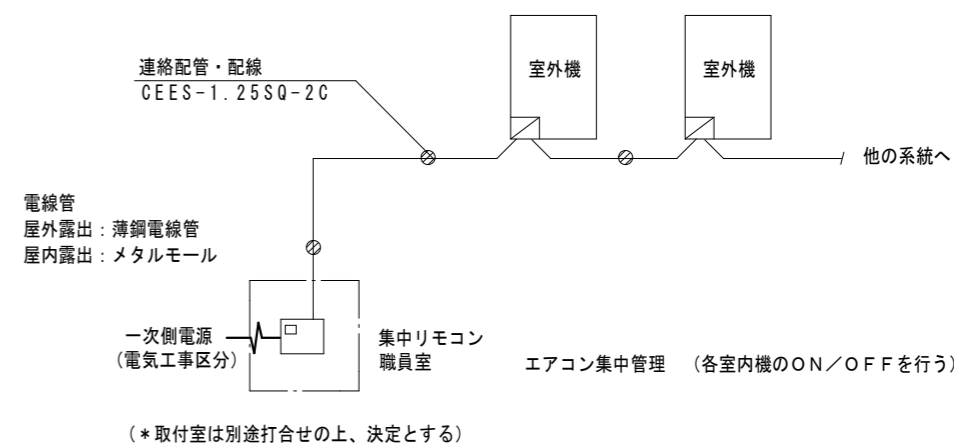 連絡配管・配線
CEES-1.25SQ-2C
室外機
室外機
他の系統へ
電線管
屋外露出：薄鋼電線管
屋内露出：メタルモール
一次側電源
（電気工事区分）
集中リモコン
職員室
エアコン集中管理　（各室内機のＯＮ／ＯＦＦを行う）
（＊取付室は別途打合せの上、決定とする）